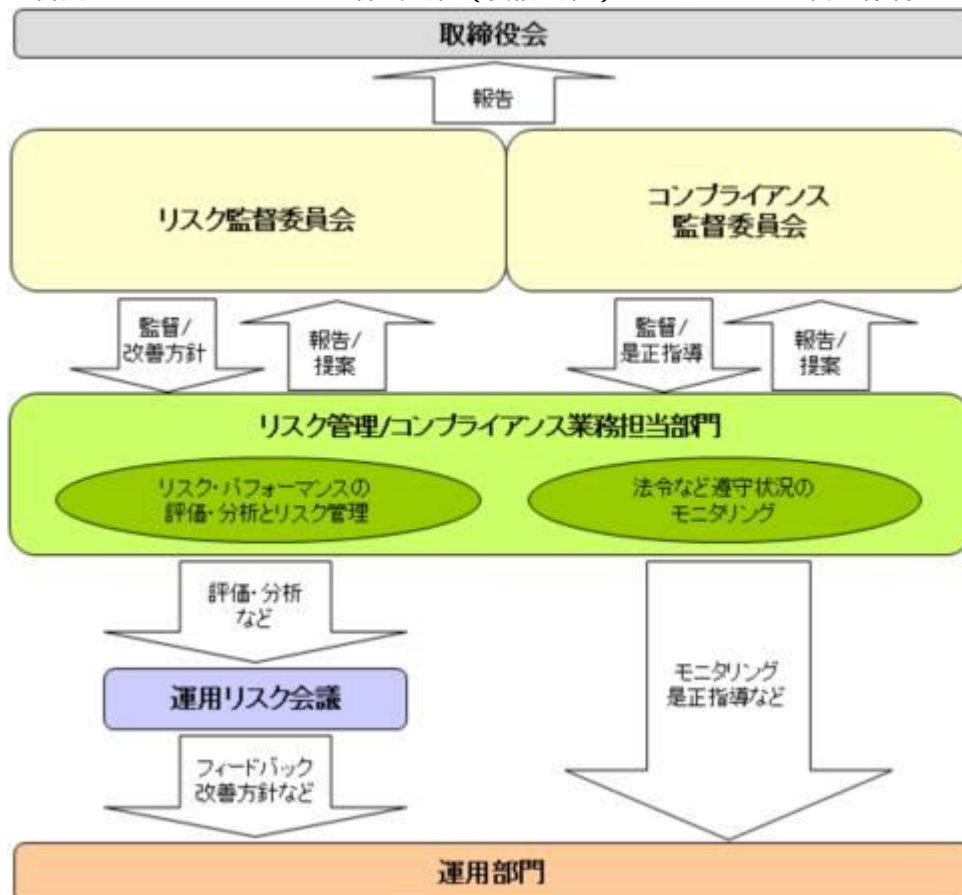 取締役会
報告
リスク監督委員会
コンプライアンス
監督委員会
監督/
改善方針
報告/
提案
監督/
是正指導
報告/
提案
リスク管理/コンプライアンス業務担当部門
リスク・パフォーマンスの
評価・分析とリスク管理
法令など遵守状況の
モニタリング
評価・分析
など
運用リスク会議
モニタリング
是正指導など
フィードバック
改善方針など
運用部門